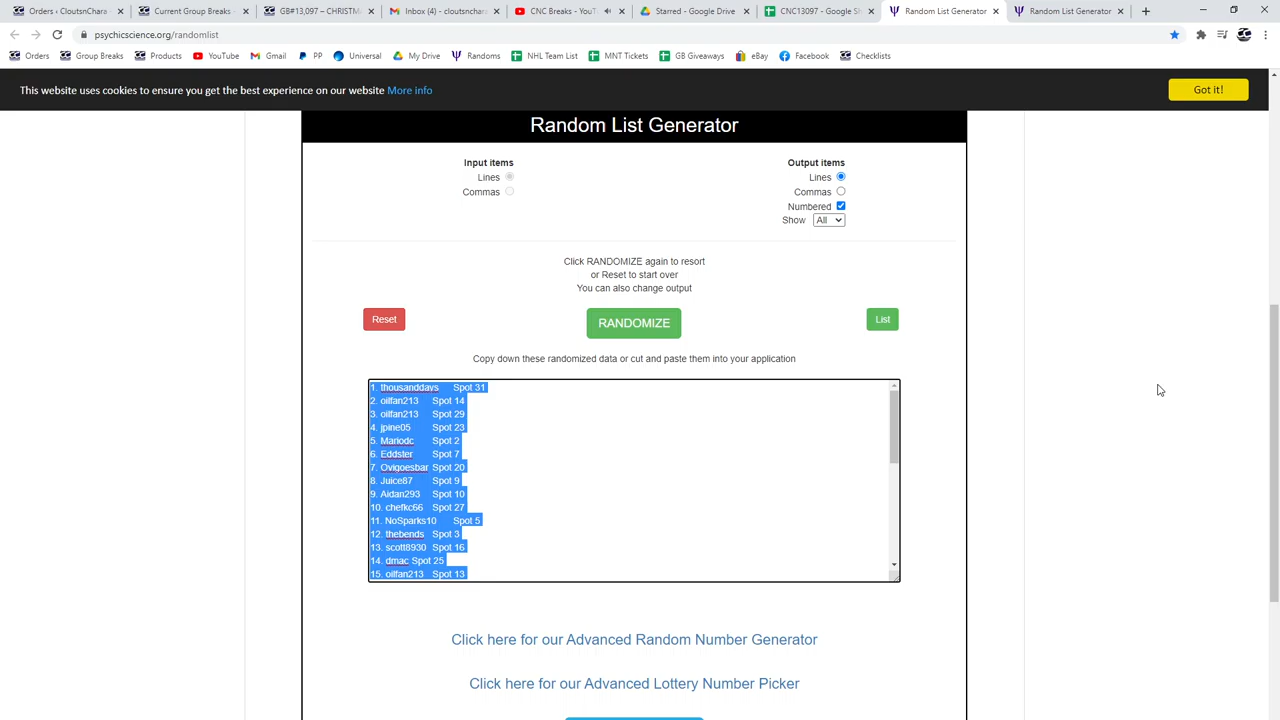 Orders ‹ CloutsnChara
Current Group Breaks ‹
GB#13,097 – CHRISTM
Inbox (4) - cloutsncharac
CNC Breaks - YouT
Starred - Google Drive
CNC13097 - Google Sh
Random List Generator
Random List Generator
psychicscience.org/randomlist
Orders
Group Breaks
Products
YouTube
Gmail
PP
Universal
My Drive
Randoms
NHL Team List
MNT Tickets
GB Giveaways
eBay
Facebook
Checklists
This website uses cookies to ensure you get the best experience on our website More info
Got it!
Random List Generator
Input items
Lines
Commas
Output items
Lines
Commas
Numbered
Show All
Click RANDOMIZE again to resort
or Reset to start over
You can also change output
Reset
RANDOMIZE
List
Copy down these randomized data or cut and paste them into your application
1. thousanddays Spot 31
2. oilfan213 Spot 14
3. oilfan213 Spot 29
4. jpine05 Spot 23
5. Mariodc Spot 2
6. Eddster Spot 7
7. Ovigoesbar Spot 20
8. Juice87 Spot 9
9. Aidan293 Spot 10
10. chefkc66 Spot 27
11. NoSparks10 Spot 5
12. thebends Spot 3
13. scott8930 Spot 16
14. dmac Spot 25
15. oilfan213 Spot 13
Click here for our Advanced Random Number Generator
Click here for our Advanced Lottery Number Picker